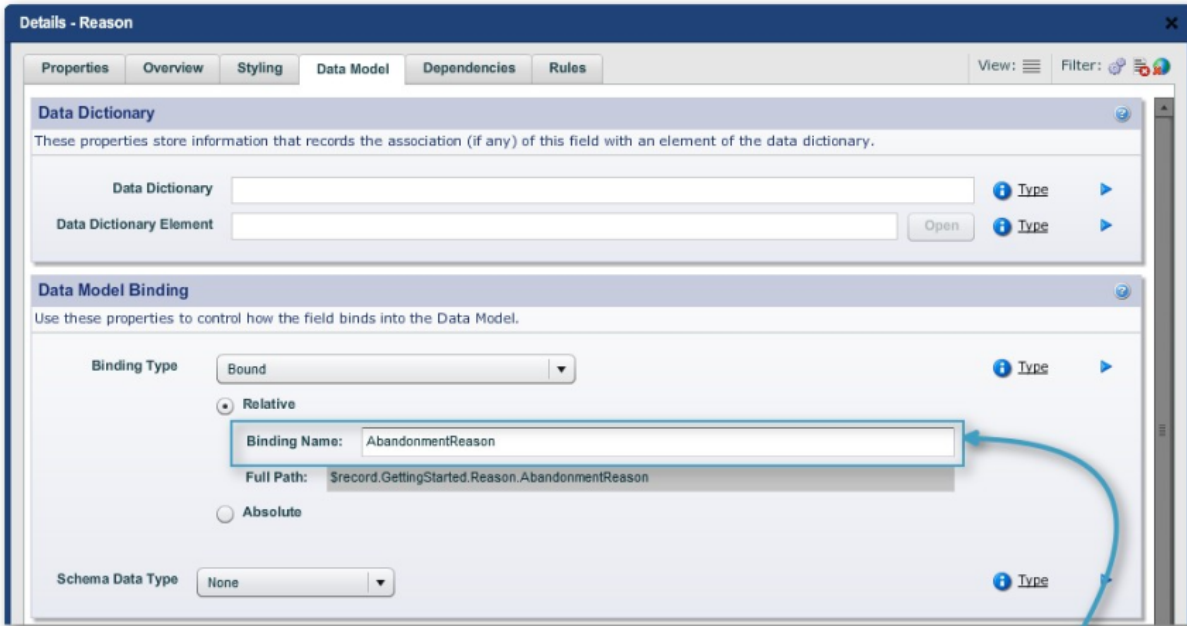 Details - Reason
Properties Overview Styling Data Model Dependencies Rules View: Filter:
Data Dictionary
These properties store information that records the association (if any) of this field with an element of the data dictionary.
Data Dictionary Type
Data Dictionary Element Open Type
Data Model Binding
Use these properties to control how the field binds into the Data Model.
Binding Type Bound Type
Relative
Binding Name: AbandonmentReason
Full Path: $record.GettingStarted.Reason.AbandonmentReason
Absolute
Schema Data Type None Type